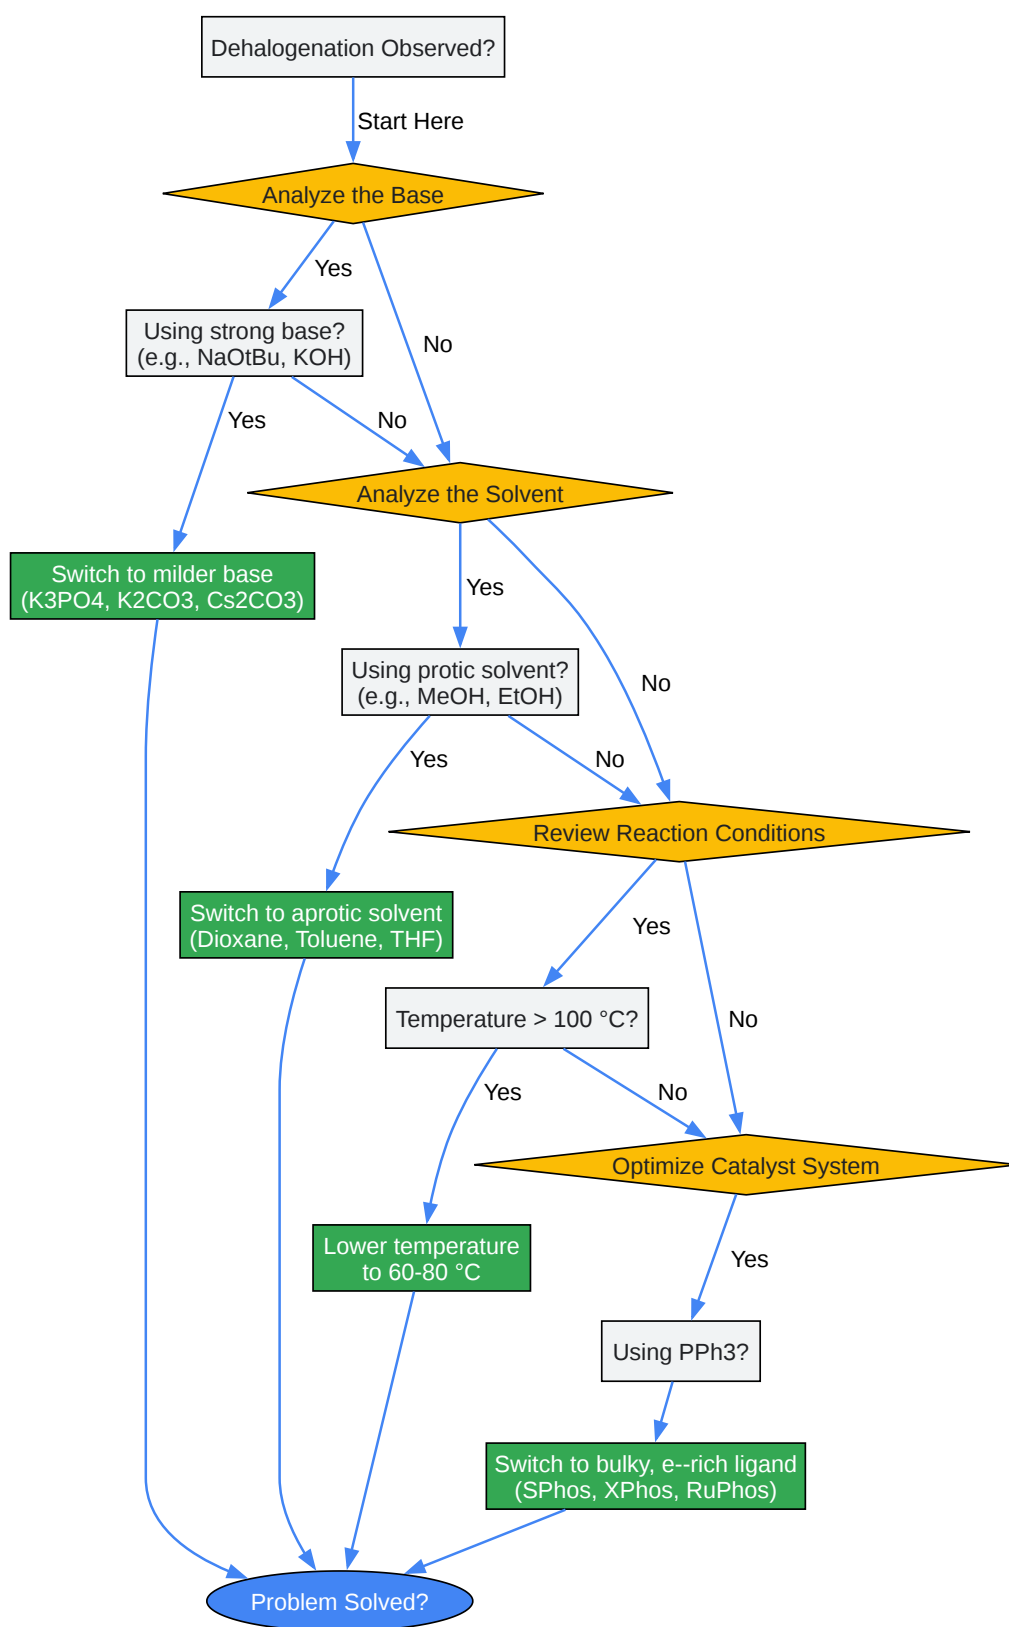 Dehalogenation Observed?
Start Here
Analyze the Base
Yes
Using strong base?
(e.g., NaOtBu, KOH)
No
Yes
No
Analyze the Solvent
Switch to milder base
(K3PO4, K2CO3, Cs2CO3)
Yes
Using protic solvent?
(e.g., MeOH, EtOH)
No
Yes
No
Review Reaction Conditions
Switch to aprotic solvent
(Dioxane, Toluene, THF)
Yes
Temperature > 100 °C?
No
Yes
No
Optimize Catalyst System
Lower temperature
to 60-80 °C
Yes
Using PPh3?
Switch to bulky, e--rich ligand
(SPhos, XPhos, RuPhos)
Problem Solved?